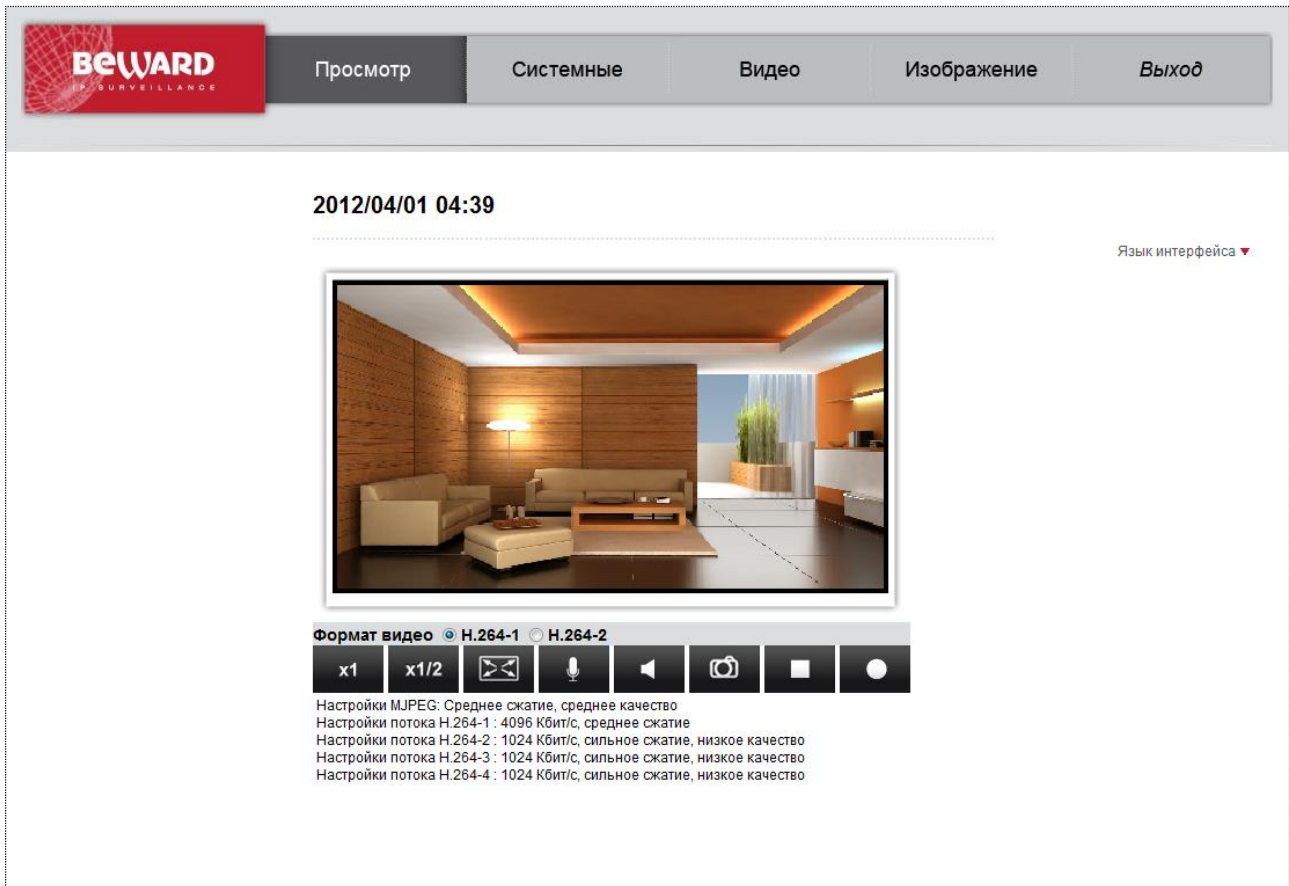 BEWARD
IP SURVEILLANCE
Просмотр
Системные
Видео
Изображение
Выход
2012/04/01 04:39
Язык интерфейса
Формат видео H.264-1 H.264-2
x1 x1/2
Настройки MJPEG: Среднее сжатие, среднее качество
Настройки потока H.264-1 : 4096 Кбит/с, среднее сжатие
Настройки потока H.264-2 : 1024 Кбит/с, сильное сжатие, низкое качество
Настройки потока H.264-3 : 1024 Кбит/с, сильное сжатие, низкое качество
Настройки потока H.264-4 : 1024 Кбит/с, сильное сжатие, низкое качество